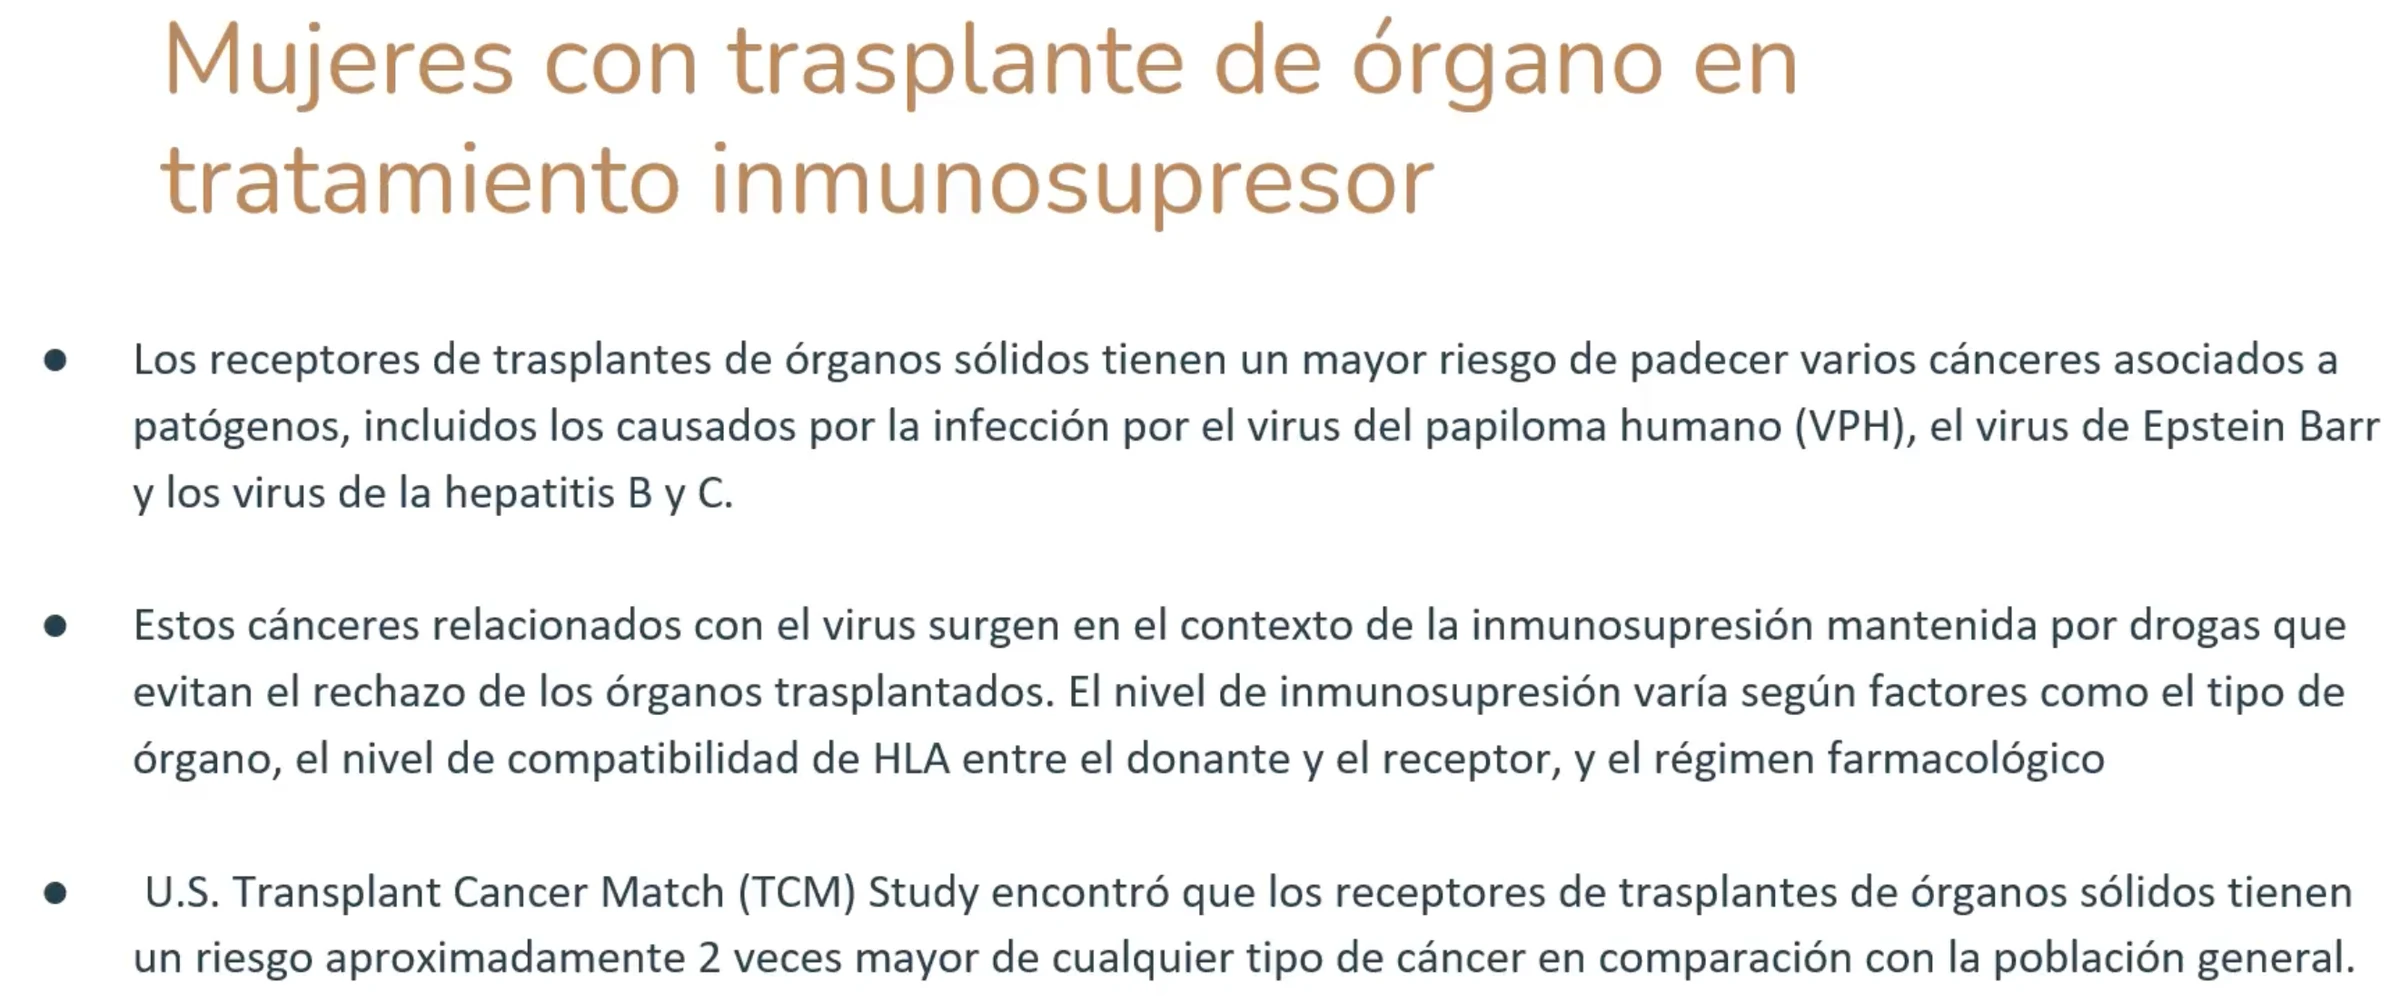 Mujeres con trasplante de órgano en
tratamiento inmunosupresor
● Los receptores de trasplantes de órganos sólidos tienen un mayor riesgo de padecer varios cánceres asociados a
patógenos, incluidos los causados por la infección por el virus del papiloma humano (VPH), el virus de Epstein Barr
y los virus de la hepatitis B y C.
● Estos cánceres relacionados con el virus surgen en el contexto de la inmunosupresión mantenida por drogas que
evitan el rechazo de los órganos trasplantados. El nivel de inmunosupresión varía según factores como el tipo de
órgano, el nivel de compatibilidad de HLA entre el donante y el receptor, y el régimen farmacológico
● U.S. Transplant Cancer Match (TCM) Study encontró que los receptores de trasplantes de órganos sólidos tienen
un riesgo aproximadamente 2 veces mayor de cualquier tipo de cáncer en comparación con la población general.